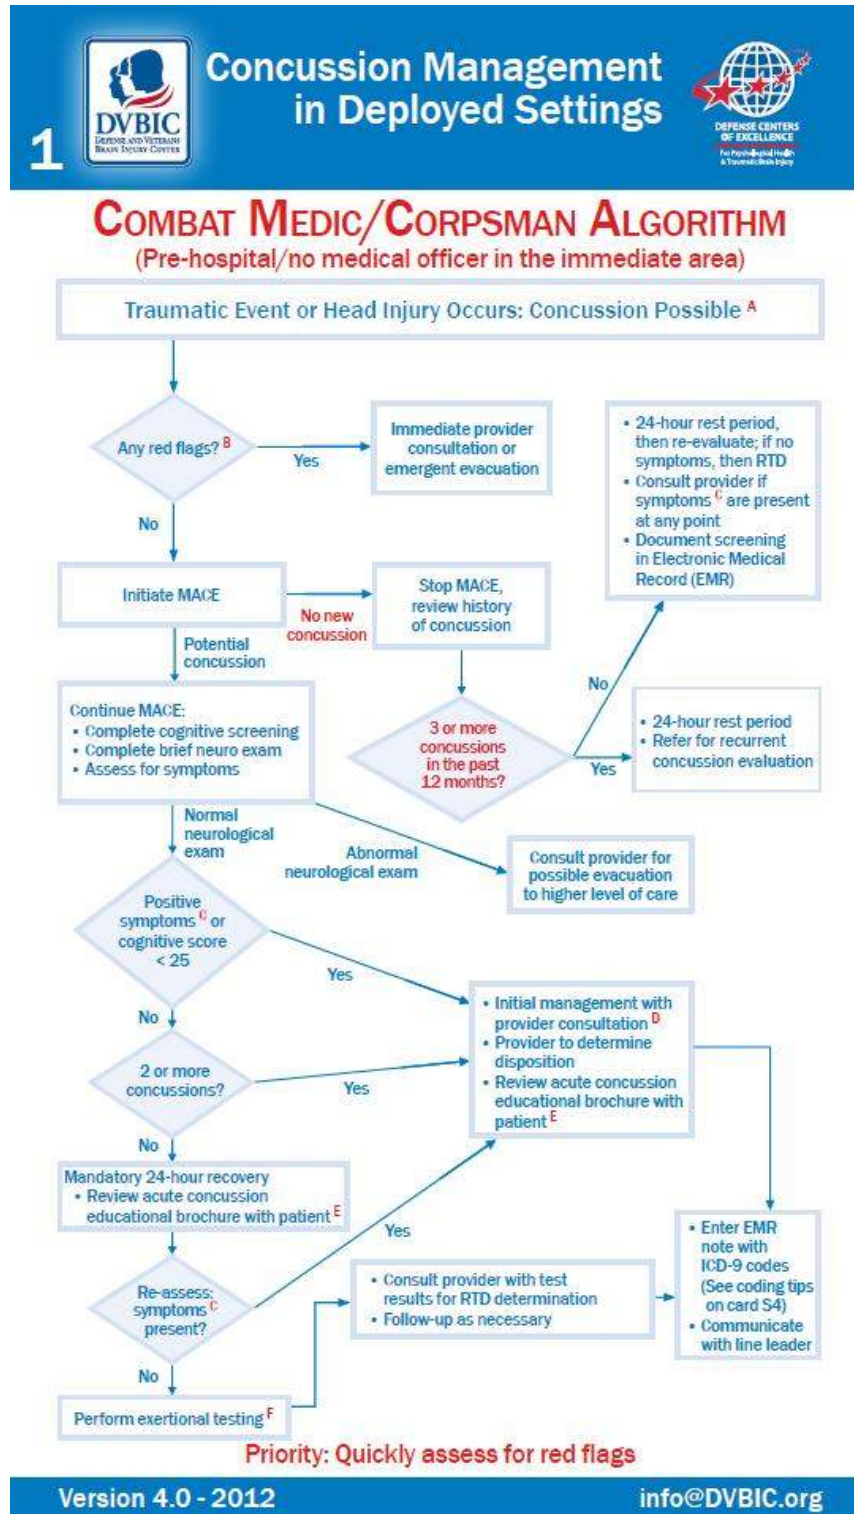 1
DVBIC
DEFENSE AND VETERANS
BRAIN INJURY CENTER
Concussion Management
in Deployed Settings
DEFENSE CENTERS
OF EXCELLENCE
For Psychological Health
& Traumatic Brain Injury
COMBAT MEDIC/CORPSMAN ALGORITHM
(Pre-hospital/no medical officer in the immediate area)
Traumatic Event or Head Injury Occurs: Concussion Possible A
Any red flags? B
Yes
Immediate provider
consultation or
emergent evacuation
No
Initiate MACE
No new
concussion
Stop MACE,
review history
of concussion
• 24-hour rest period,
then re-evaluate; if no
symptoms, then RTD
• Consult provider if
symptoms C are present
at any point
• Document screening
in Electronic Medical
Record (EMR)
Potential
concussion
No
3 or more
concussions
in the past
12 months?
Yes
• 24-hour rest period
• Refer for recurrent
concussion evaluation
Continue MACE:
• Complete cognitive screening
• Complete brief neuro exam
• Assess for symptoms
Normal
neurological
exam
Abnormal
neurological exam
Consult provider for
possible evacuation
to higher level of care
Positive
symptoms C or
cognitive score
< 25
Yes
No
• Initial management with
provider consultation D
• Provider to determine
disposition
• Review acute concussion
educational brochure with
patient E
2 or more
concussions?
Yes
No
Mandatory 24-hour recovery
• Review acute concussion
educational brochure with patient E
Yes
Re-assess:
symptoms C
present?
• Consult provider with test
results for RTD determination
• Follow-up as necessary
• Enter EMR
note with
ICD-9 codes
(See coding tips
on card S4)
• Communicate
with line leader
No
Perform exertional testing F
Priority: Quickly assess for red flags
Version 4.0 - 2012
info@DVBIC.org